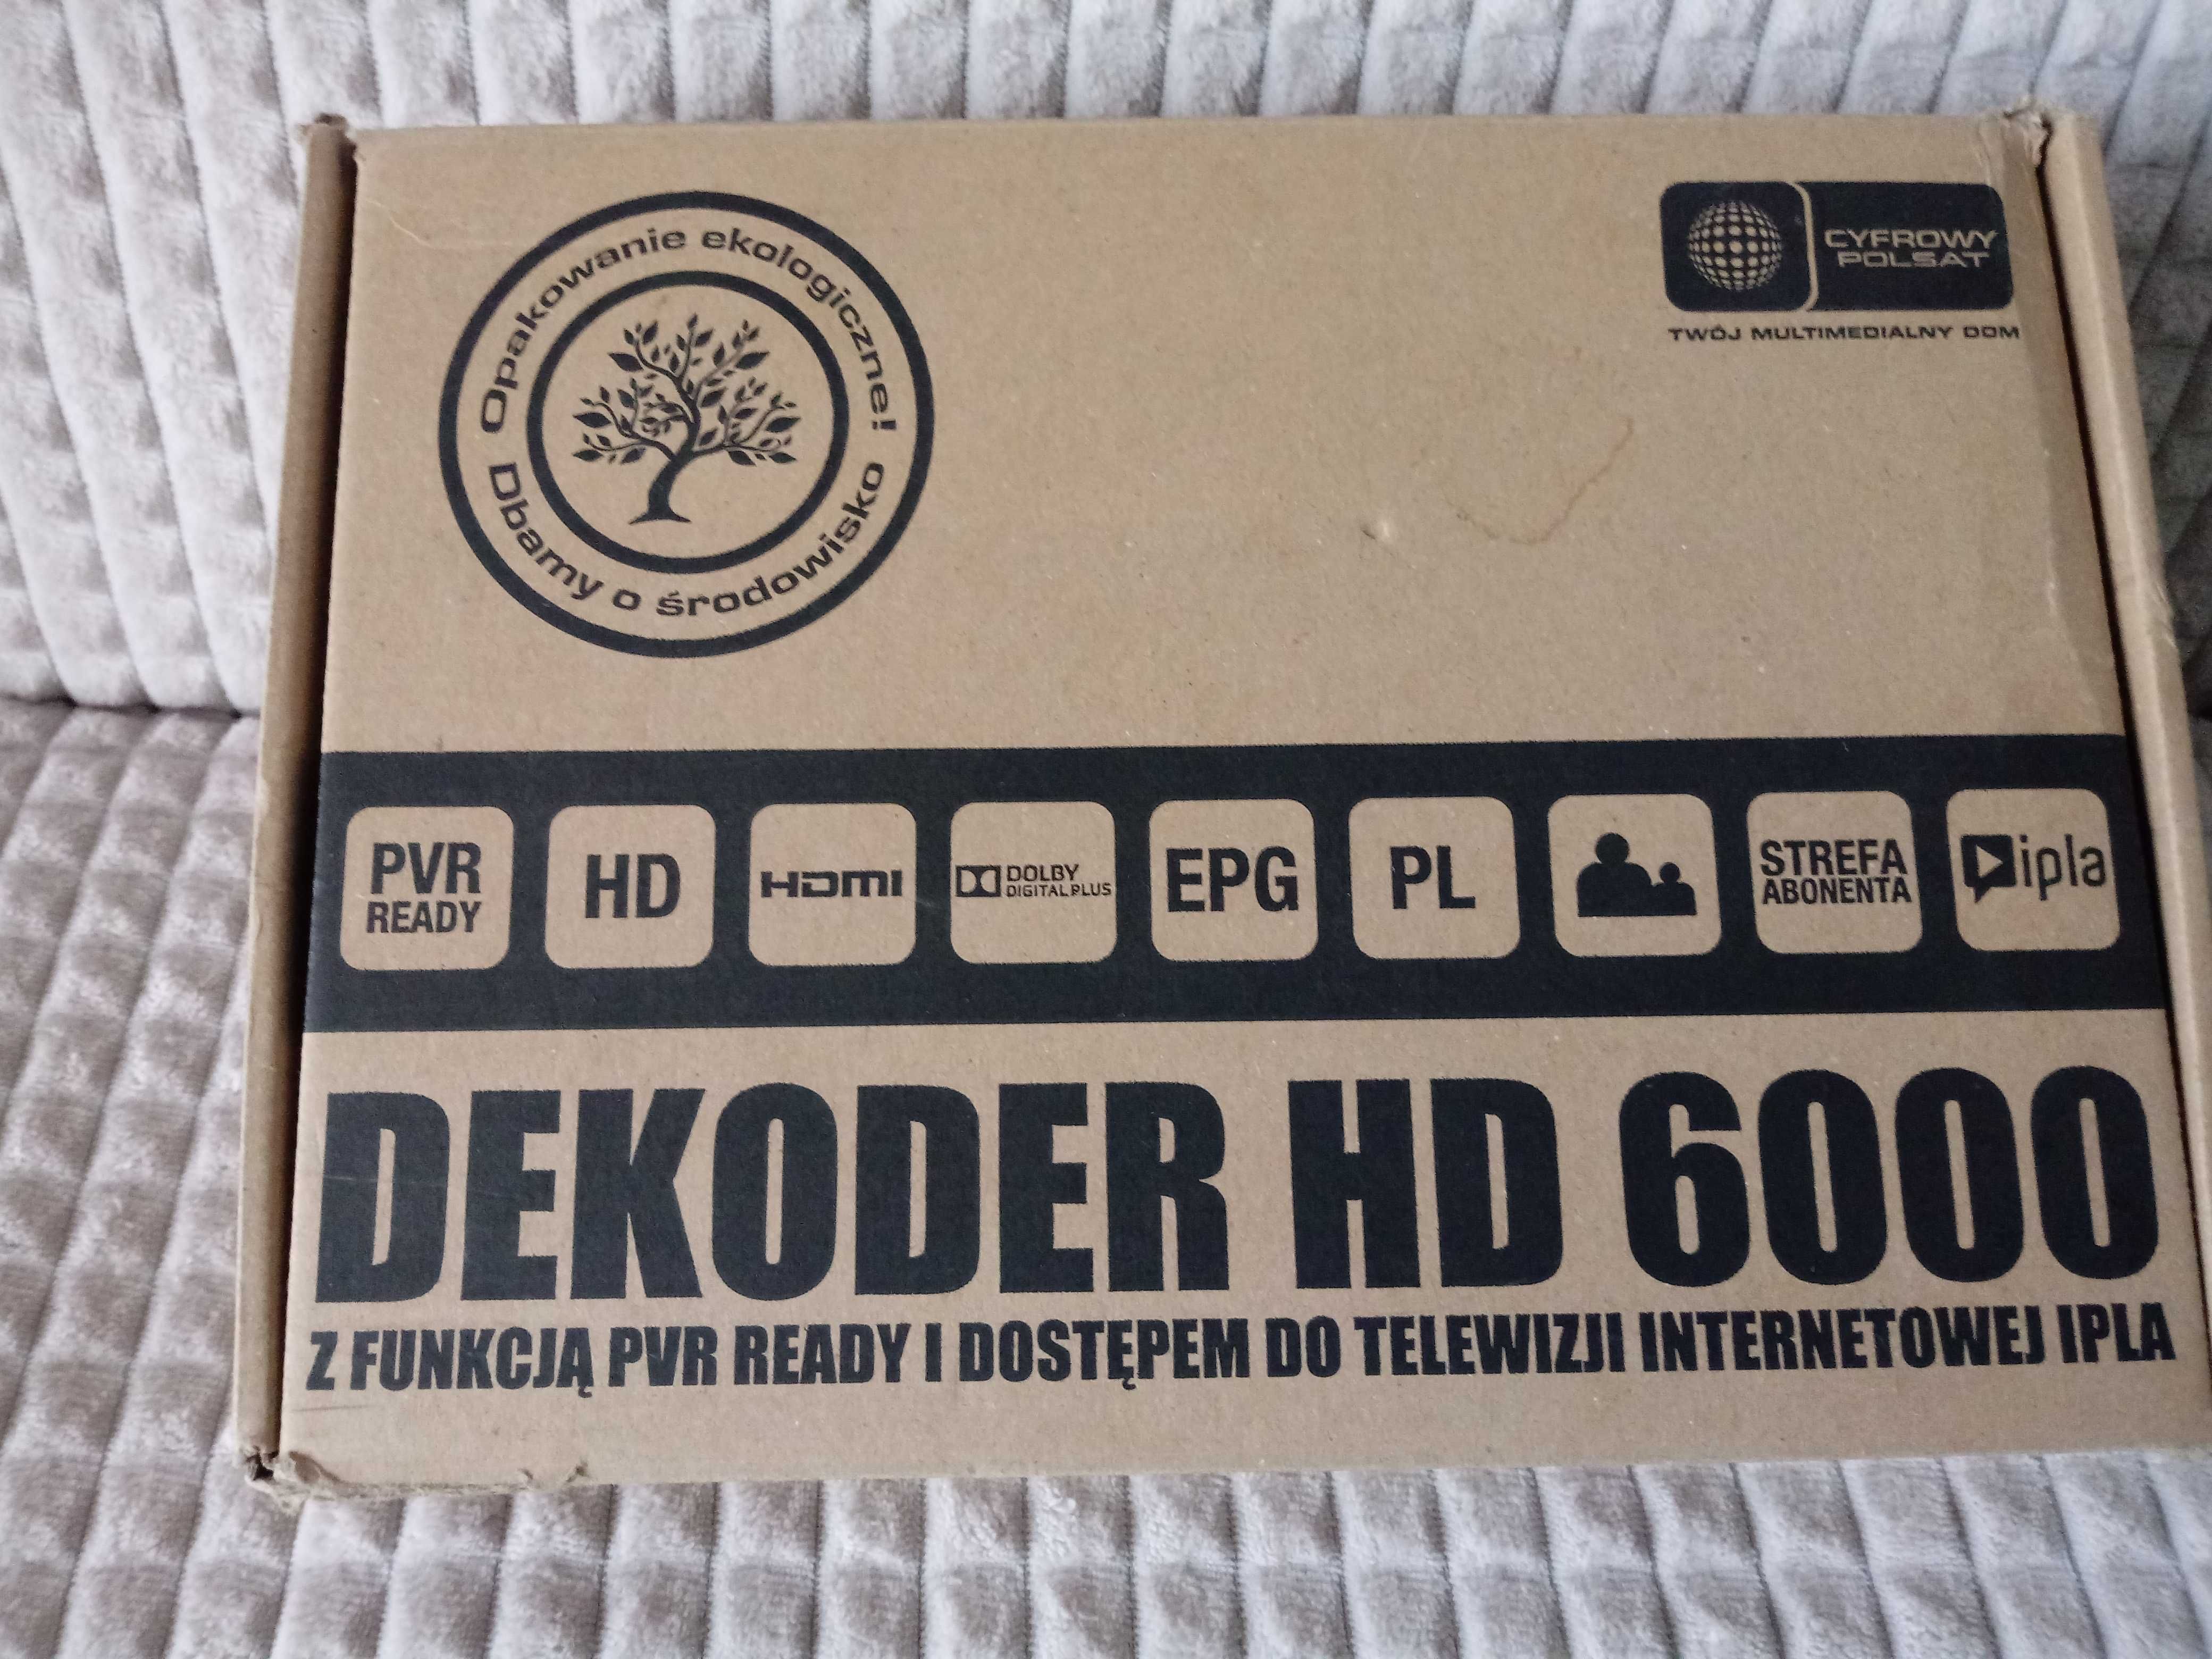 Opakowanie ekologiczne!
Dbamy o środowisko
CYFROWY
POLSAT
TWÓJ MULTIMEDIALNY DOM
PVR
READY
HD
HDMI
DOLBY
DIGITAL PLUS
EPG
PL
STREFA
ABONENTA
ipla
DEKODER HD 6000
Z FUNKCJĄ PVR READY I DOSTĘPEM DO TELEWIZJI INTERNETOWEJ IPLA